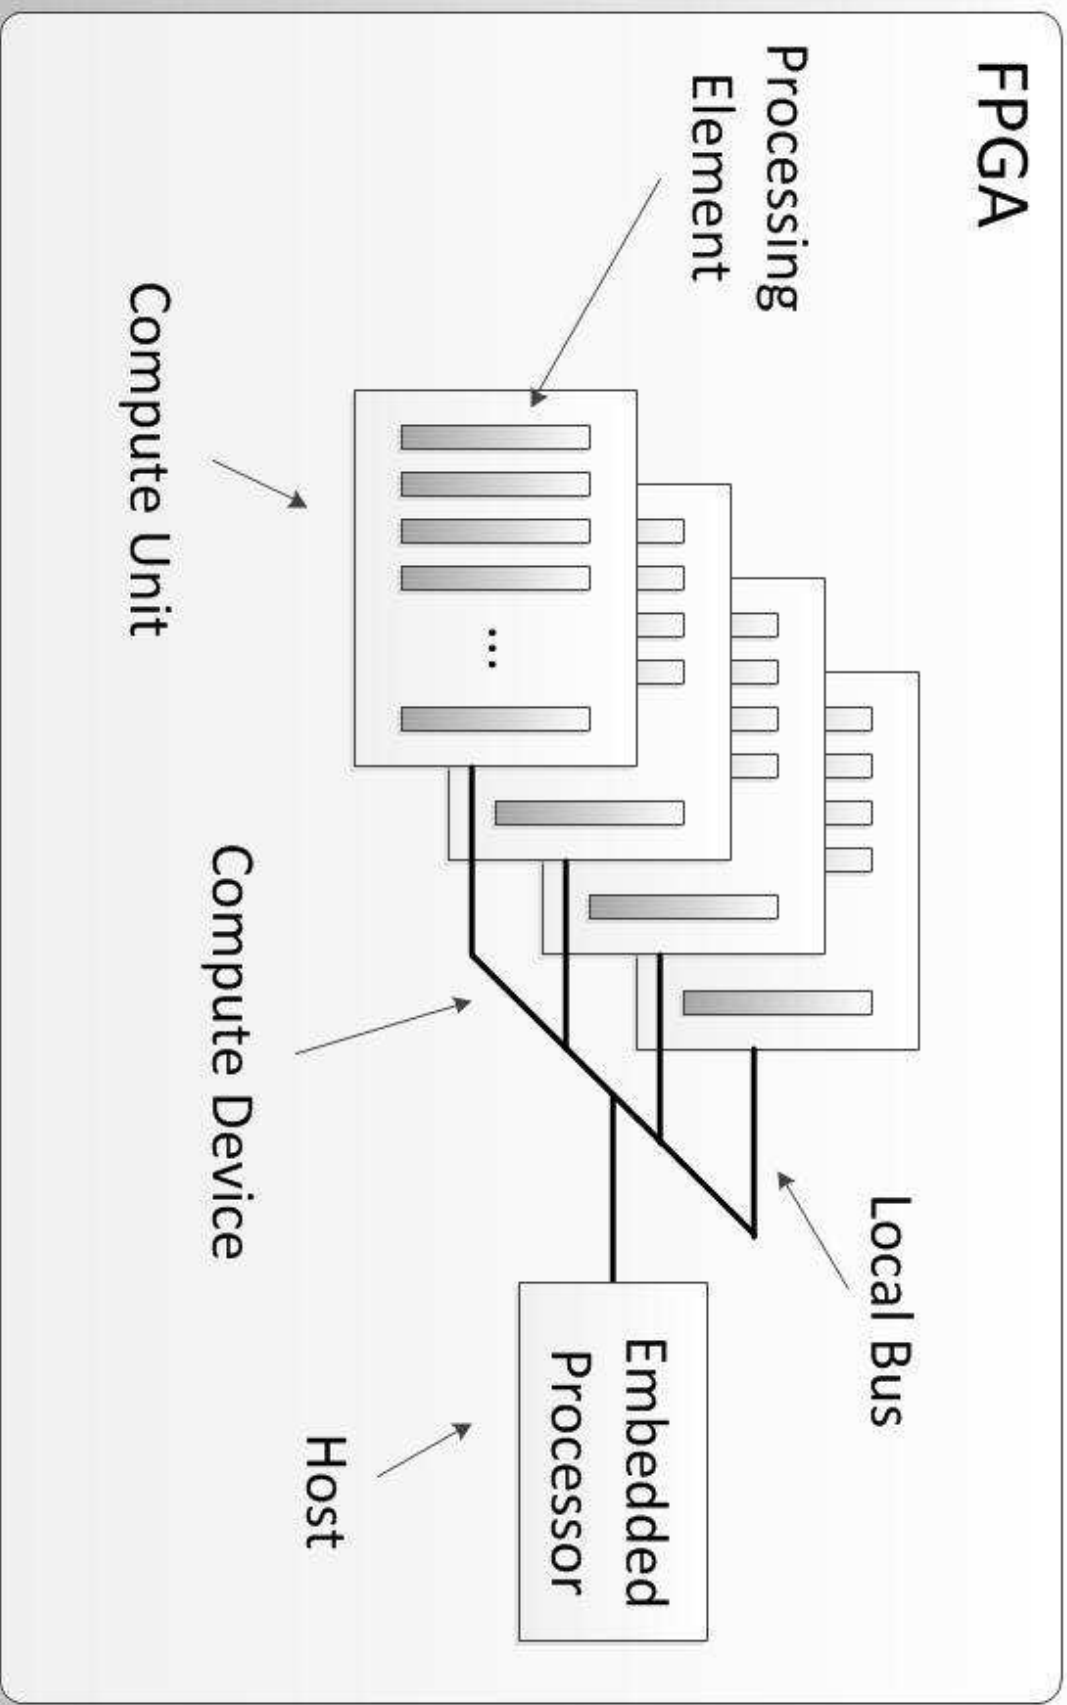 FPGA
Processing
Element
Local Bus
Embedded
Processor
...
Compute Unit
Compute Device
Host